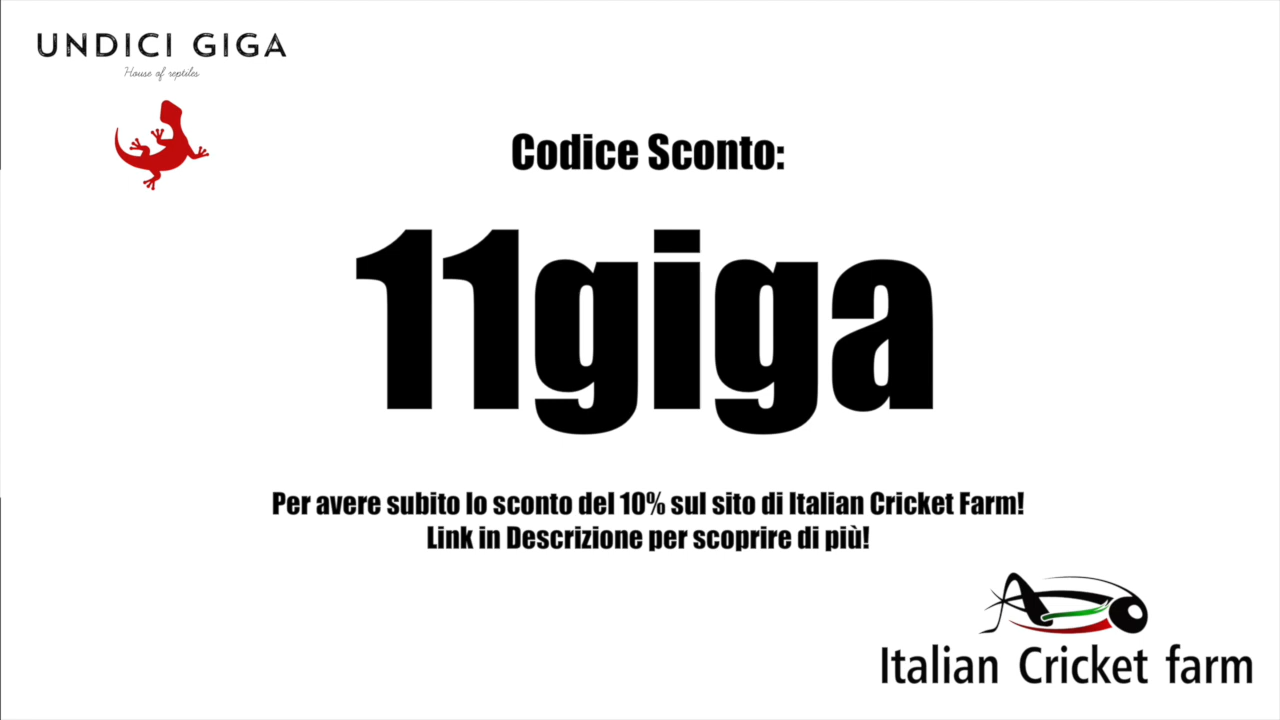 UNDICI GIGA
House of reptiles
Codice Sconto:
11giga
Per avere subito lo sconto del 10% sul sito di Italian Cricket Farm!
Link in Descrizione per scoprire di più!
Italian Cricket farm